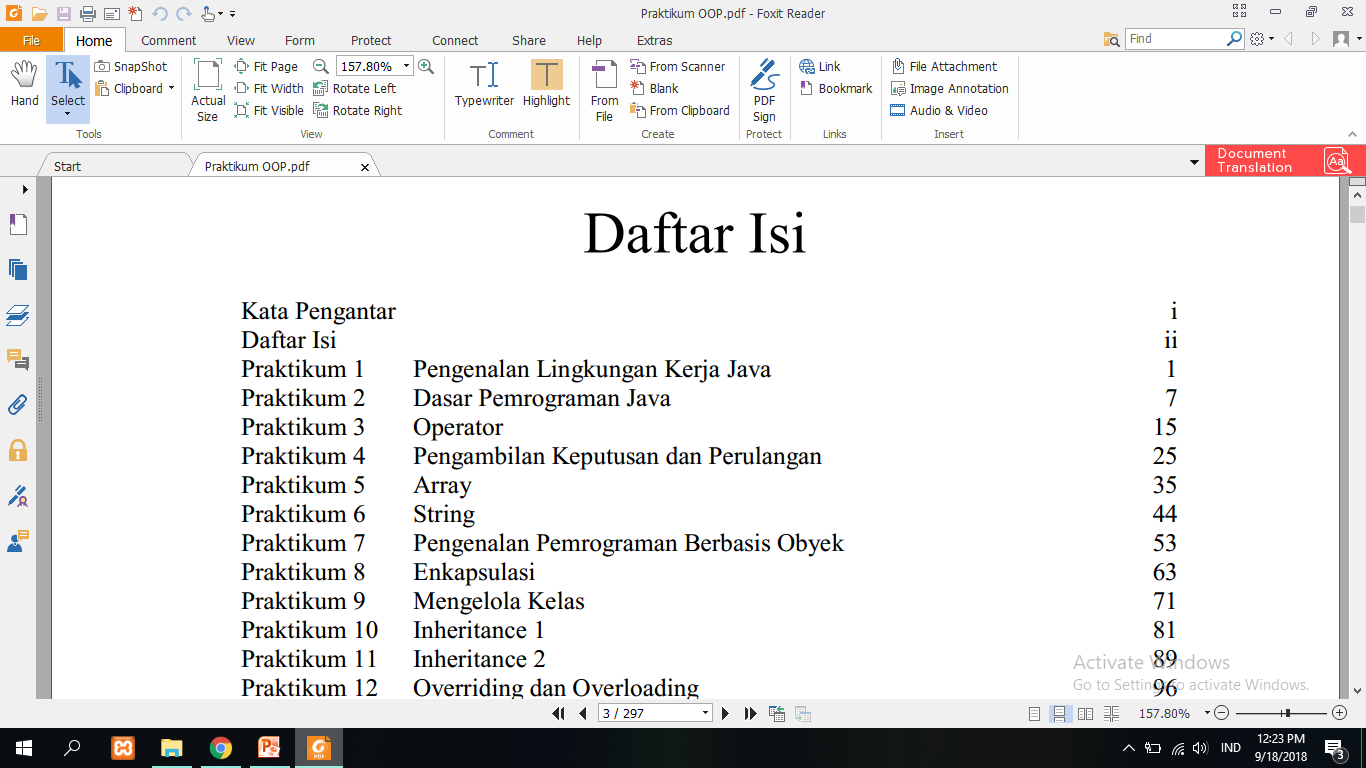 Praktikum OOP.pdf - Foxit Reader
File Home Comment View Form Protect Connect Share Help Extras Find
Hand
Select
SnapShot
Clipboard
Tools
Actual
Size
Fit Page
Fit Width
Fit Visible
157.80%
Rotate Left
Rotate Right
View
Typewriter
Highlight
Comment
From
File
From Scanner
Blank
From Clipboard
Create
PDF
Sign
Protect
Link
Bookmark
Links
File Attachment
Image Annotation
Audio & Video
Insert
Start
Praktikum OOP.pdf
Document
Translation
Daftar Isi
Kata Pengantar i
Daftar Isi ii
Praktikum 1 Pengenalan Lingkungan Kerja Java 1
Praktikum 2 Dasar Pemrograman Java 7
Praktikum 3 Operator 15
Praktikum 4 Pengambilan Keputusan dan Perulangan 25
Praktikum 5 Array 35
Praktikum 6 String 44
Praktikum 7 Pengenalan Pemrograman Berbasis Obyek 53
Praktikum 8 Enkapsulasi 63
Praktikum 9 Mengelola Kelas 71
Praktikum 10 Inheritance 1 81
Praktikum 11 Inheritance 2 89
Praktikum 12 Overriding dan Overloading 96
Activate Windows
Go to Settings to activate Windows.
3 / 297
157.80%
IND
12:23 PM
9/18/2018
3